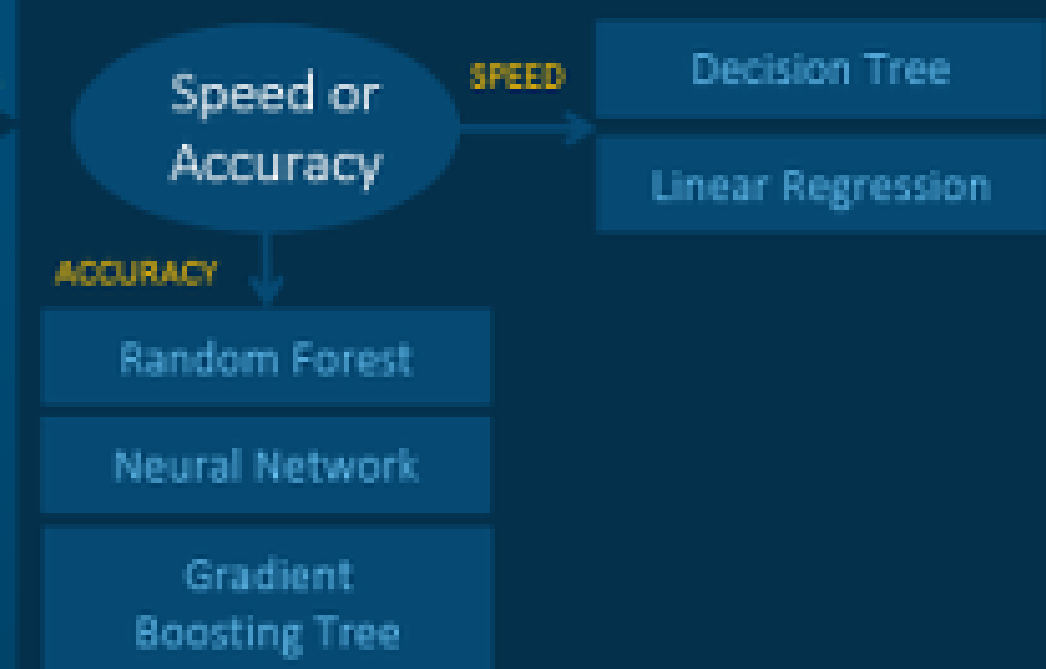 Speed or
Accuracy
SPEED
Decision Tree
Linear Regression
ACCURACY
Random Forest
Neural Network
Gradient
Boosting Tree